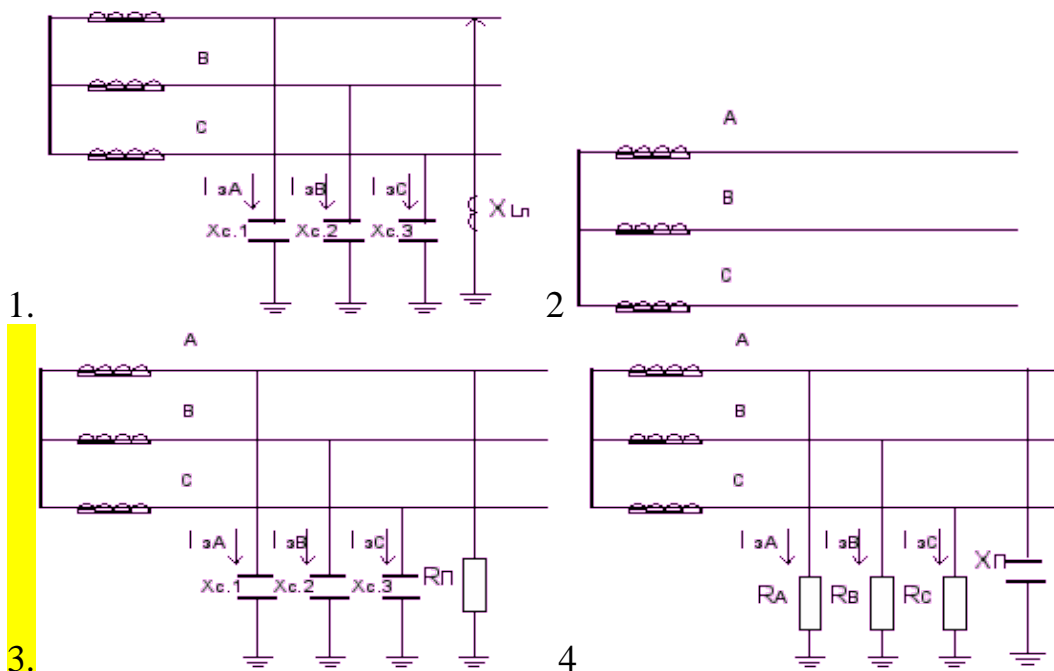 B
C
I зA I зB I зC
Xc.1 Xc.2 Xc.3 XLп
1.
A
B
C
2
A
B
C
I зA I зB I зC
Xc.1 Xc.2 Xc.3 Rп
3.
A
B
C
I зA I зB I зC
RA RB RC Xп
4